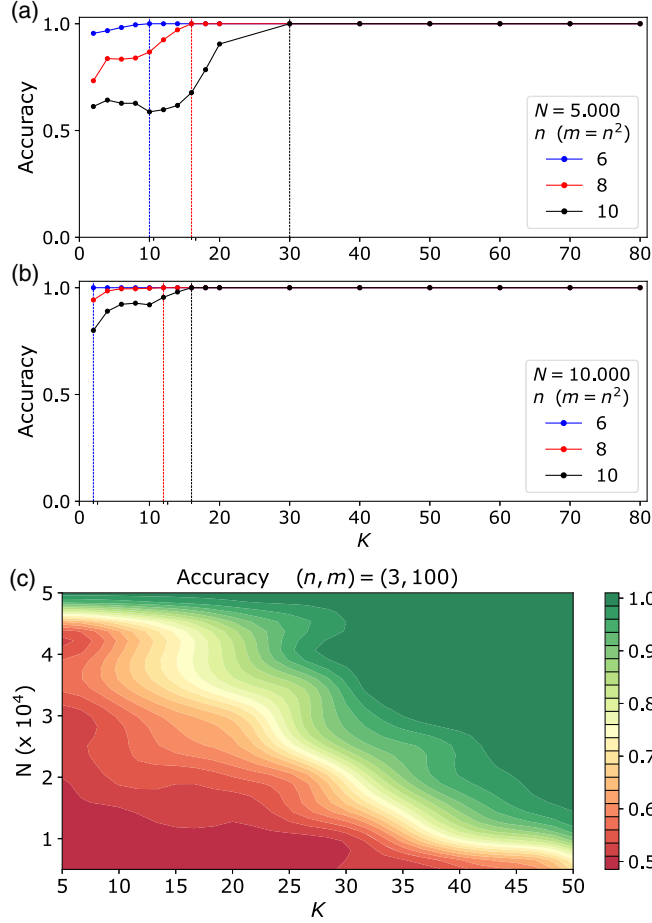 (a)
1.0
0.5
0.0
Accuracy
0 10 20 30 40 50 60 70 80
N = 5.000
n (m = n²)
6
8
10
(b)
1.0
0.5
0.0
Accuracy
0 10 20 30 40 50 60 70 80
K
N = 10.000
n (m = n²)
6
8
10
(c)
Accuracy (n, m) = (3, 100)
5
4
3
2
1
N (x 10⁴)
5 10 15 20 25 30 35 40 45 50
K
1.0
0.9
0.8
0.7
0.6
0.5